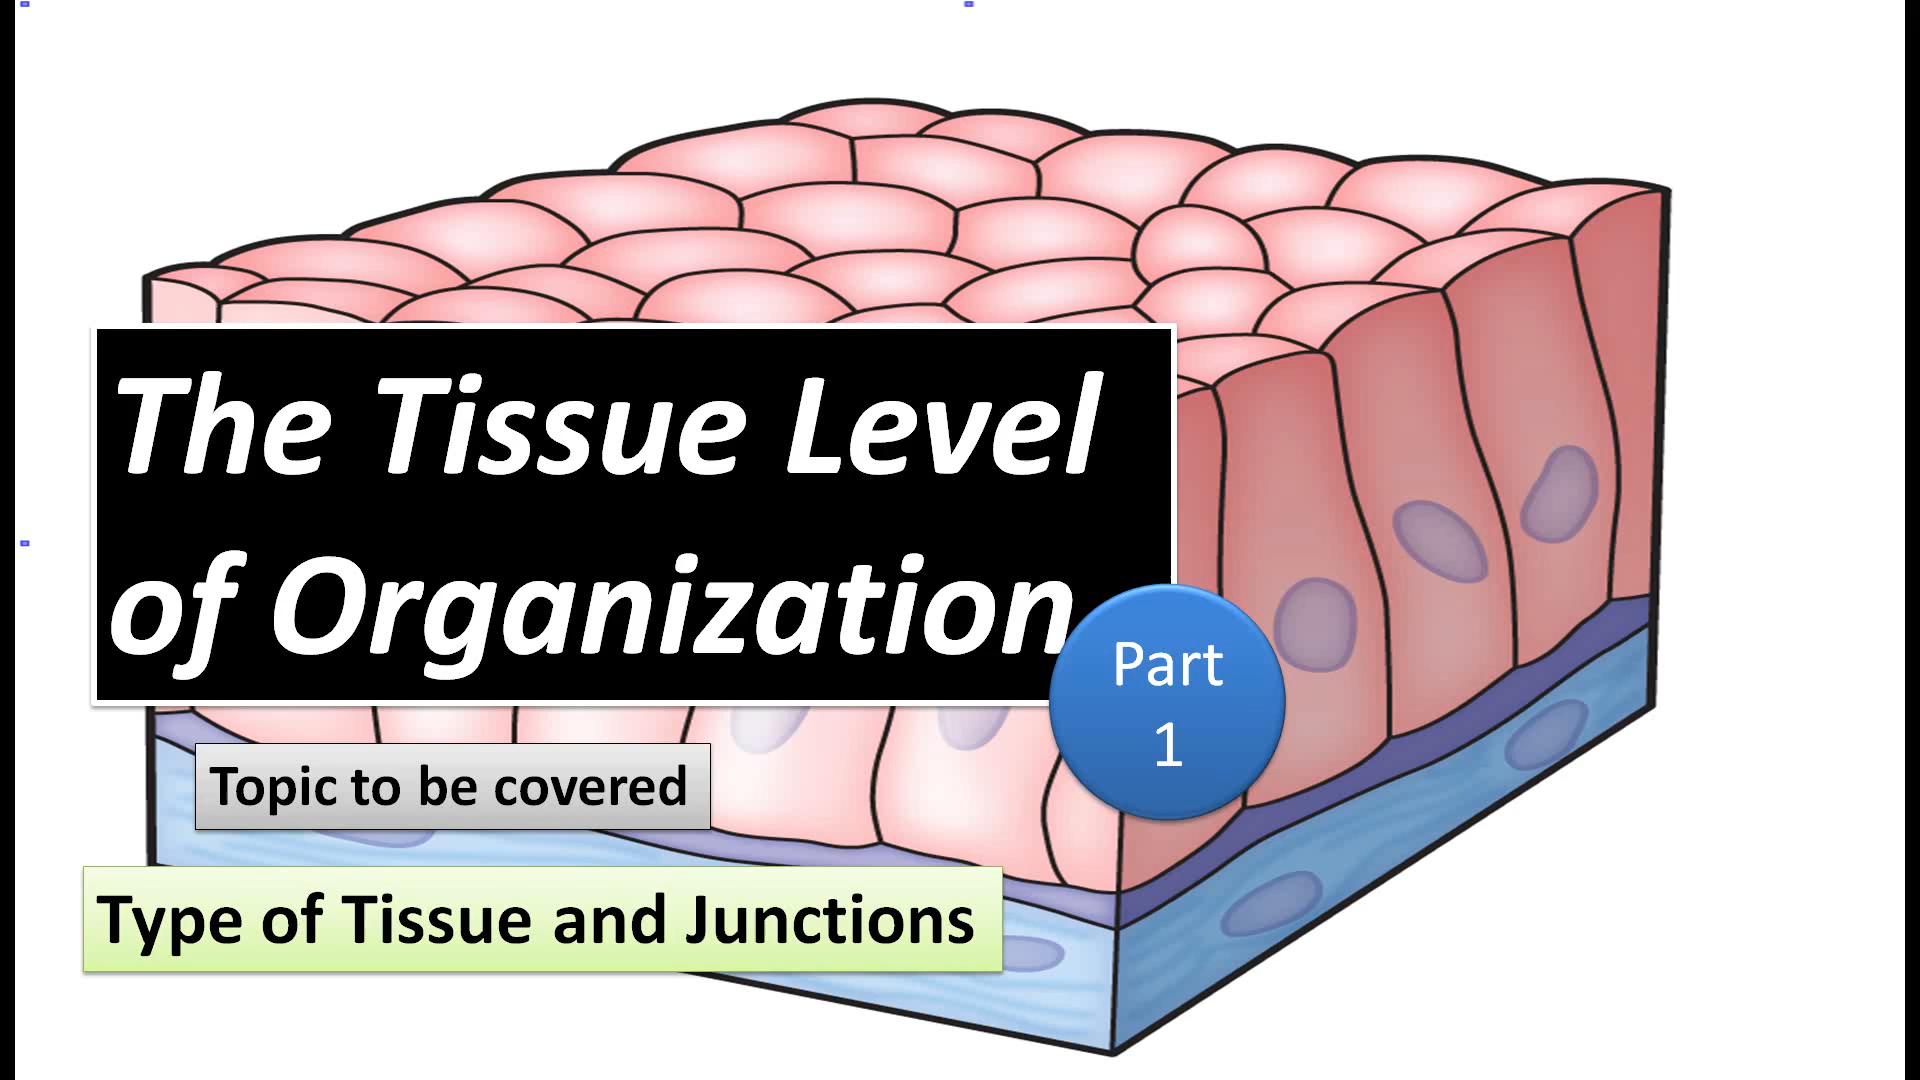 The Tissue Level
of Organization
Part
1
Topic to be covered
Type of Tissue and Junctions